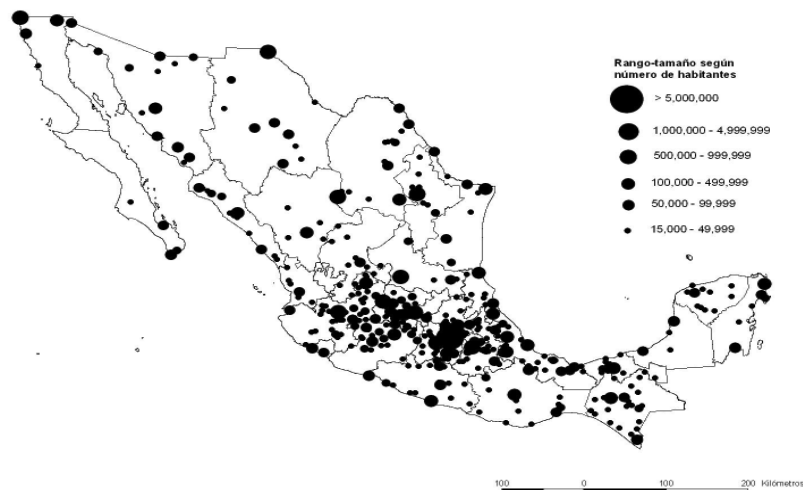 Rango-tamaño según
número de habitantes
> 5,000,000
1,000,000 - 4,999,999
500,000 - 999,999
100,000 - 499,999
50,000 - 99,999
15,000 - 49,999
100 0 100 200 Kilómetros